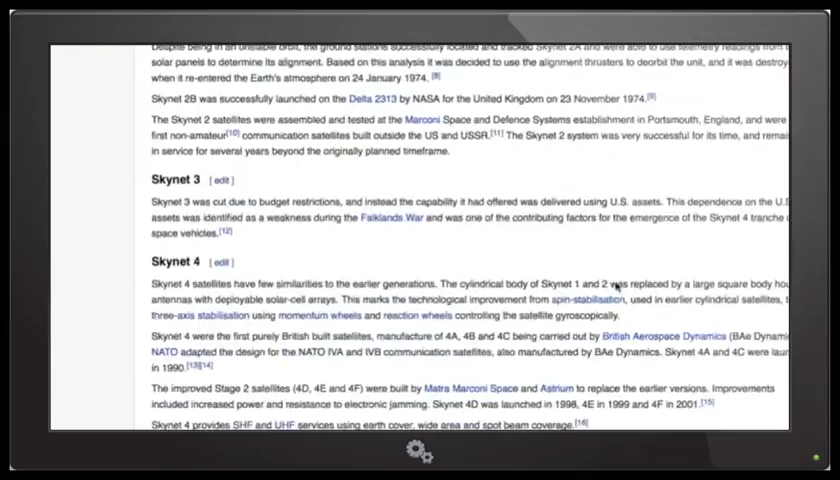 Despite being in an unstable orbit, the ground stations successfully located and tracked Skynet 2A and were able to use telemetry readings from t
solar panels to determine its alignment. Based on this analysis it was decided to use the alignment thrusters to deorbit the unit, and it was destroy
when it re-entered the Earth's atmosphere on 24 January 1974. [8]
Skynet 2B was successfully launched on the Delta 2313 by NASA for the United Kingdom on 23 November 1974.[9]
The Skynet 2 satellites were assembled and tested at the Marconi Space and Defence Systems establishment in Portsmouth, England, and were
first non-amateur[10] communication satellites built outside the US and USSR.[11] The Skynet 2 system was very successful for its time, and remai
in service for several years beyond the originally planned timeframe.
Skynet 3 [ edit ]
Skynet 3 was cut due to budget restrictions, and instead the capability it had offered was delivered using U.S. assets. This dependence on the U.S
assets was identified as a weakness during the Falklands War and was one of the contributing factors for the emergence of the Skynet 4 tranche
space vehicles.[12]
Skynet 4 [ edit ]
Skynet 4 satellites have few similarities to the earlier generations. The cylindrical body of Skynet 1 and 2 was replaced by a large square body hou
antennas with deployable solar-cell arrays. This marks the technological improvement from spin-stabilisation, used in earlier cylindrical satellites,
three-axis stabilisation using momentum wheels and reaction wheels controlling the satellite gyroscopically.
Skynet 4 were the first purely British built satellites, manufacture of 4A, 4B and 4C being carried out by British Aerospace Dynamics (BAe Dynami
NATO adapted the design for the NATO IVA and IVB communication satellites, also manufactured by BAe Dynamics. Skynet 4A and 4C were laun
in 1990.[13][14]
The improved Stage 2 satellites (4D, 4E and 4F) were built by Matra Marconi Space and Astrium to replace the earlier versions. Improvements
included increased power and resistance to electronic jamming. Skynet 4D was launched in 1998, 4E in 1999 and 4F in 2001.[15]
Skynet 4 provides SHF and UHF services using earth cover, wide area and spot beam coverage.[16]